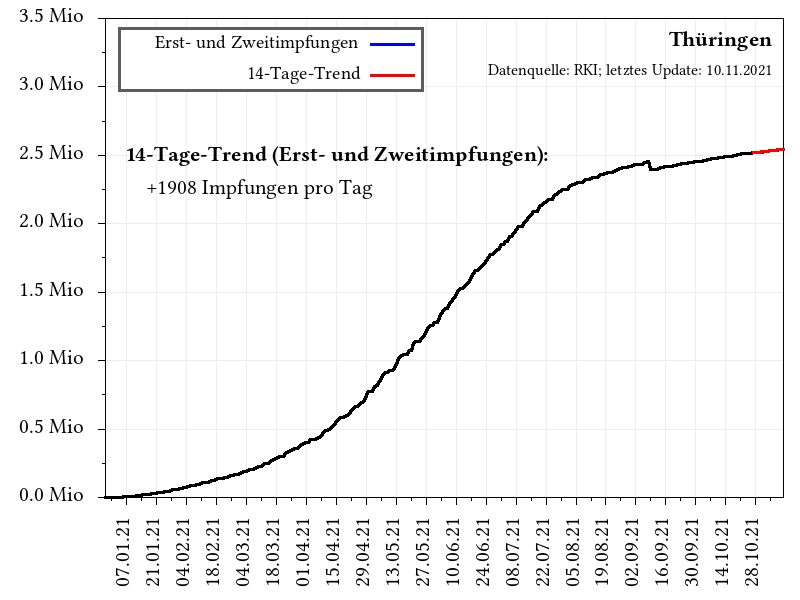 3.5 Mio
3.0 Mio
2.5 Mio
2.0 Mio
1.5 Mio
1.0 Mio
0.5 Mio
0.0 Mio
Erst- und Zweitimpfungen
14-Tage-Trend
Thüringen
Datenquelle: RKI; letztes Update: 10.11.2021
14-Tage-Trend (Erst- und Zweitimpfungen):
+1908 Impfungen pro Tag
07.01.21
21.01.21
04.02.21
18.02.21
04.03.21
18.03.21
01.04.21
15.04.21
29.04.21
13.05.21
27.05.21
10.06.21
24.06.21
08.07.21
22.07.21
05.08.21
19.08.21
02.09.21
16.09.21
30.09.21
14.10.21
28.10.21